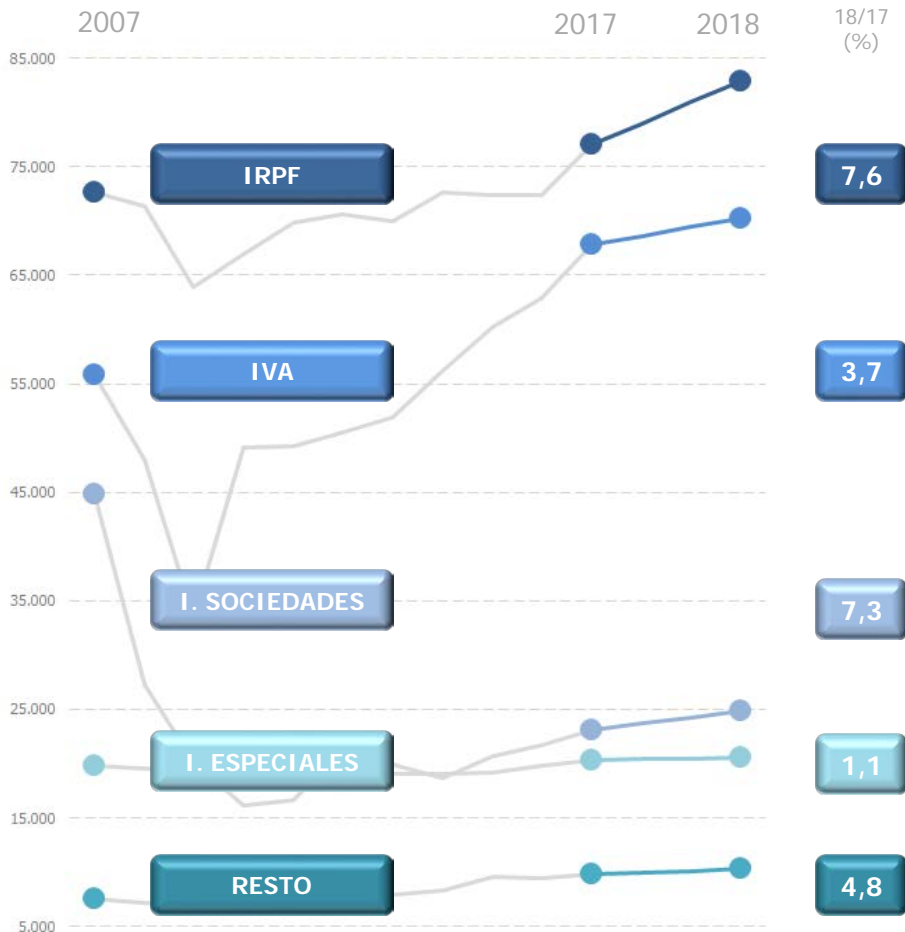 2007 2017 2018 18/17
(%)
85.000
75.000
IRPF 7,6
65.000
55.000
IVA 3,7
45.000
35.000
I. SOCIEDADES 7,3
25.000
I. ESPECIALES 1,1
15.000
RESTO 4,8
5.000